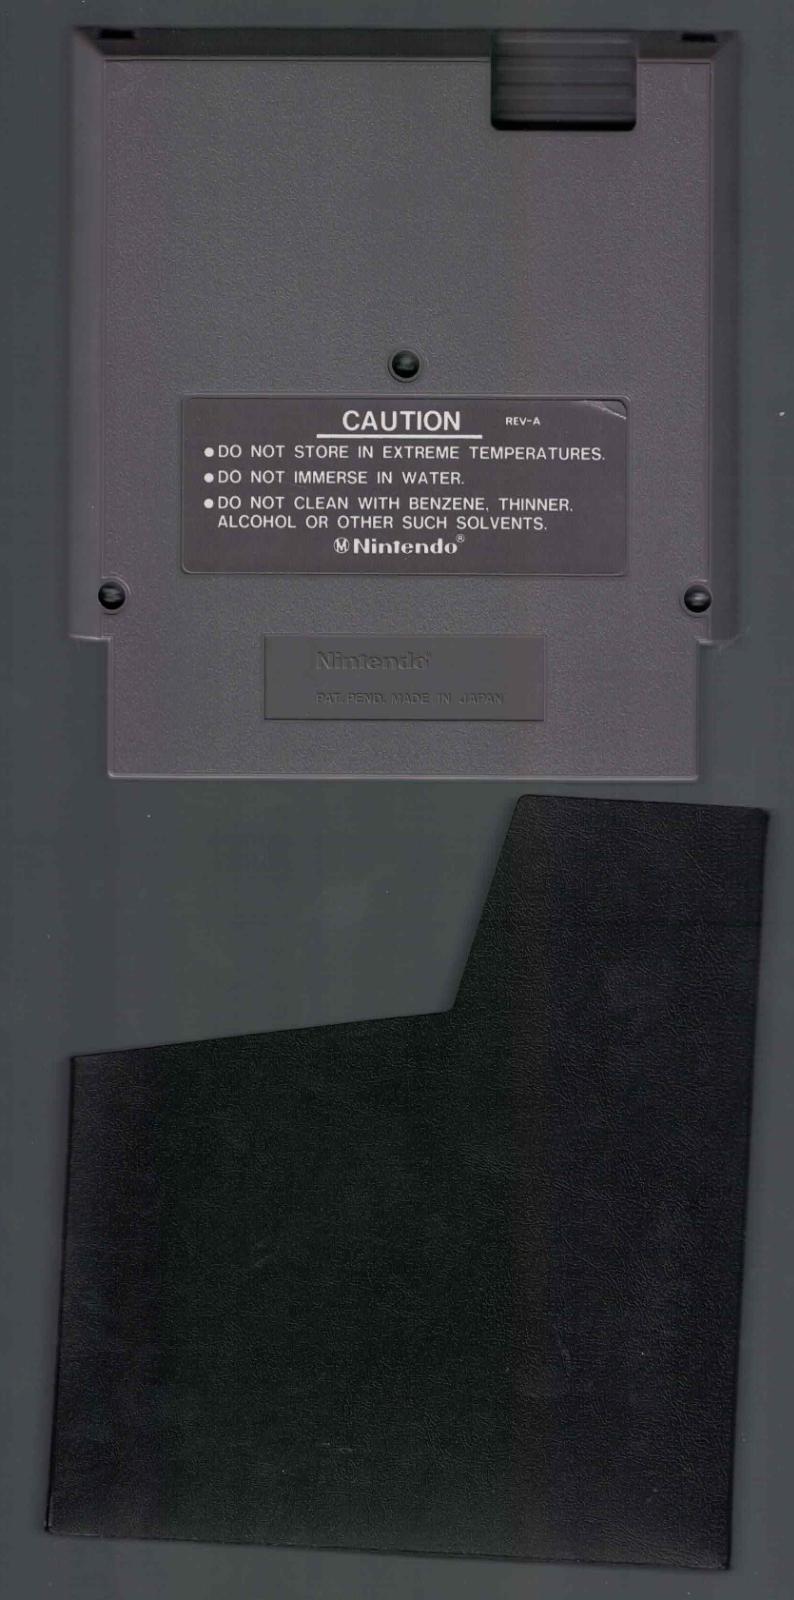 CAUTION REV-A
●DO NOT STORE IN EXTREME TEMPERATURES.
●DO NOT IMMERSE IN WATER.
●DO NOT CLEAN WITH BENZENE, THINNER,
ALCOHOL OR OTHER SUCH SOLVENTS.
Ⓜ Nintendo®
Nintendo®
PAT. PEND. MADE IN JAPAN